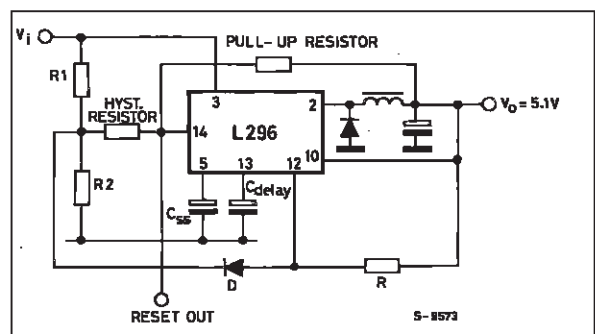 Vi
PULL-UP RESISTOR
R1
HYST.
RESISTOR
3
2
Vo = 5.1V
14
L296
10
5
13
12
R2
Css
Cdelay
D
R
RESET OUT
S-9573